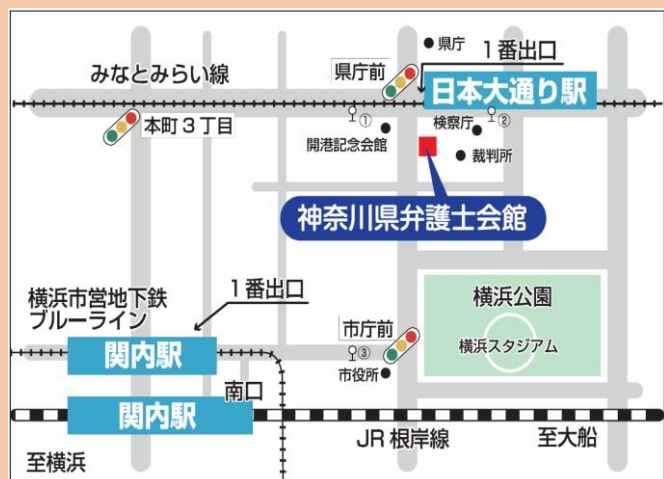 県庁
1番出口
みなとみらい線
県庁前
日本大通り駅
本町3丁目
①
開港記念会館
検察庁
②
裁判所
神奈川県弁護士会館
横浜市営地下鉄
ブルーライン
1番出口
横浜公園
関内駅
市庁前
③
横浜スタジアム
市役所
南口
関内駅
JR根岸線
至大船
至横浜